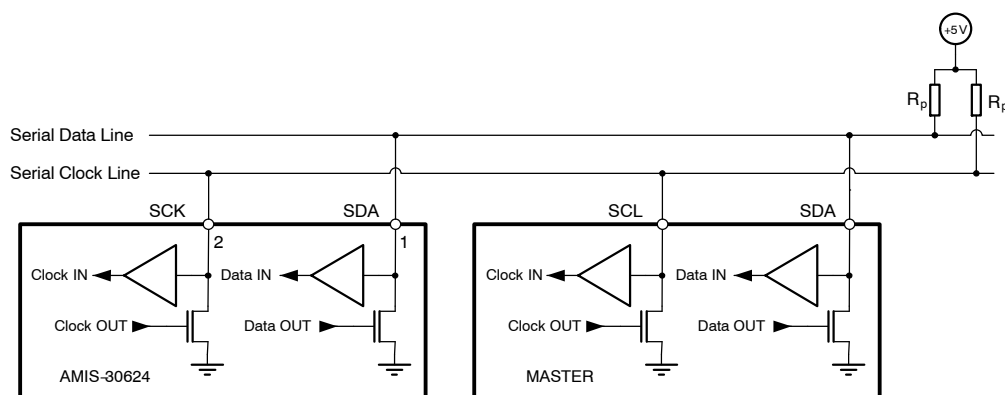 +5 V
Rp Rp
Serial Data Line
Serial Clock Line
SCK SDA SCL SDA
2 1
Clock IN Data IN Clock IN Data IN
Clock OUT Data OUT Clock OUT Data OUT
AMIS-30624 MASTER